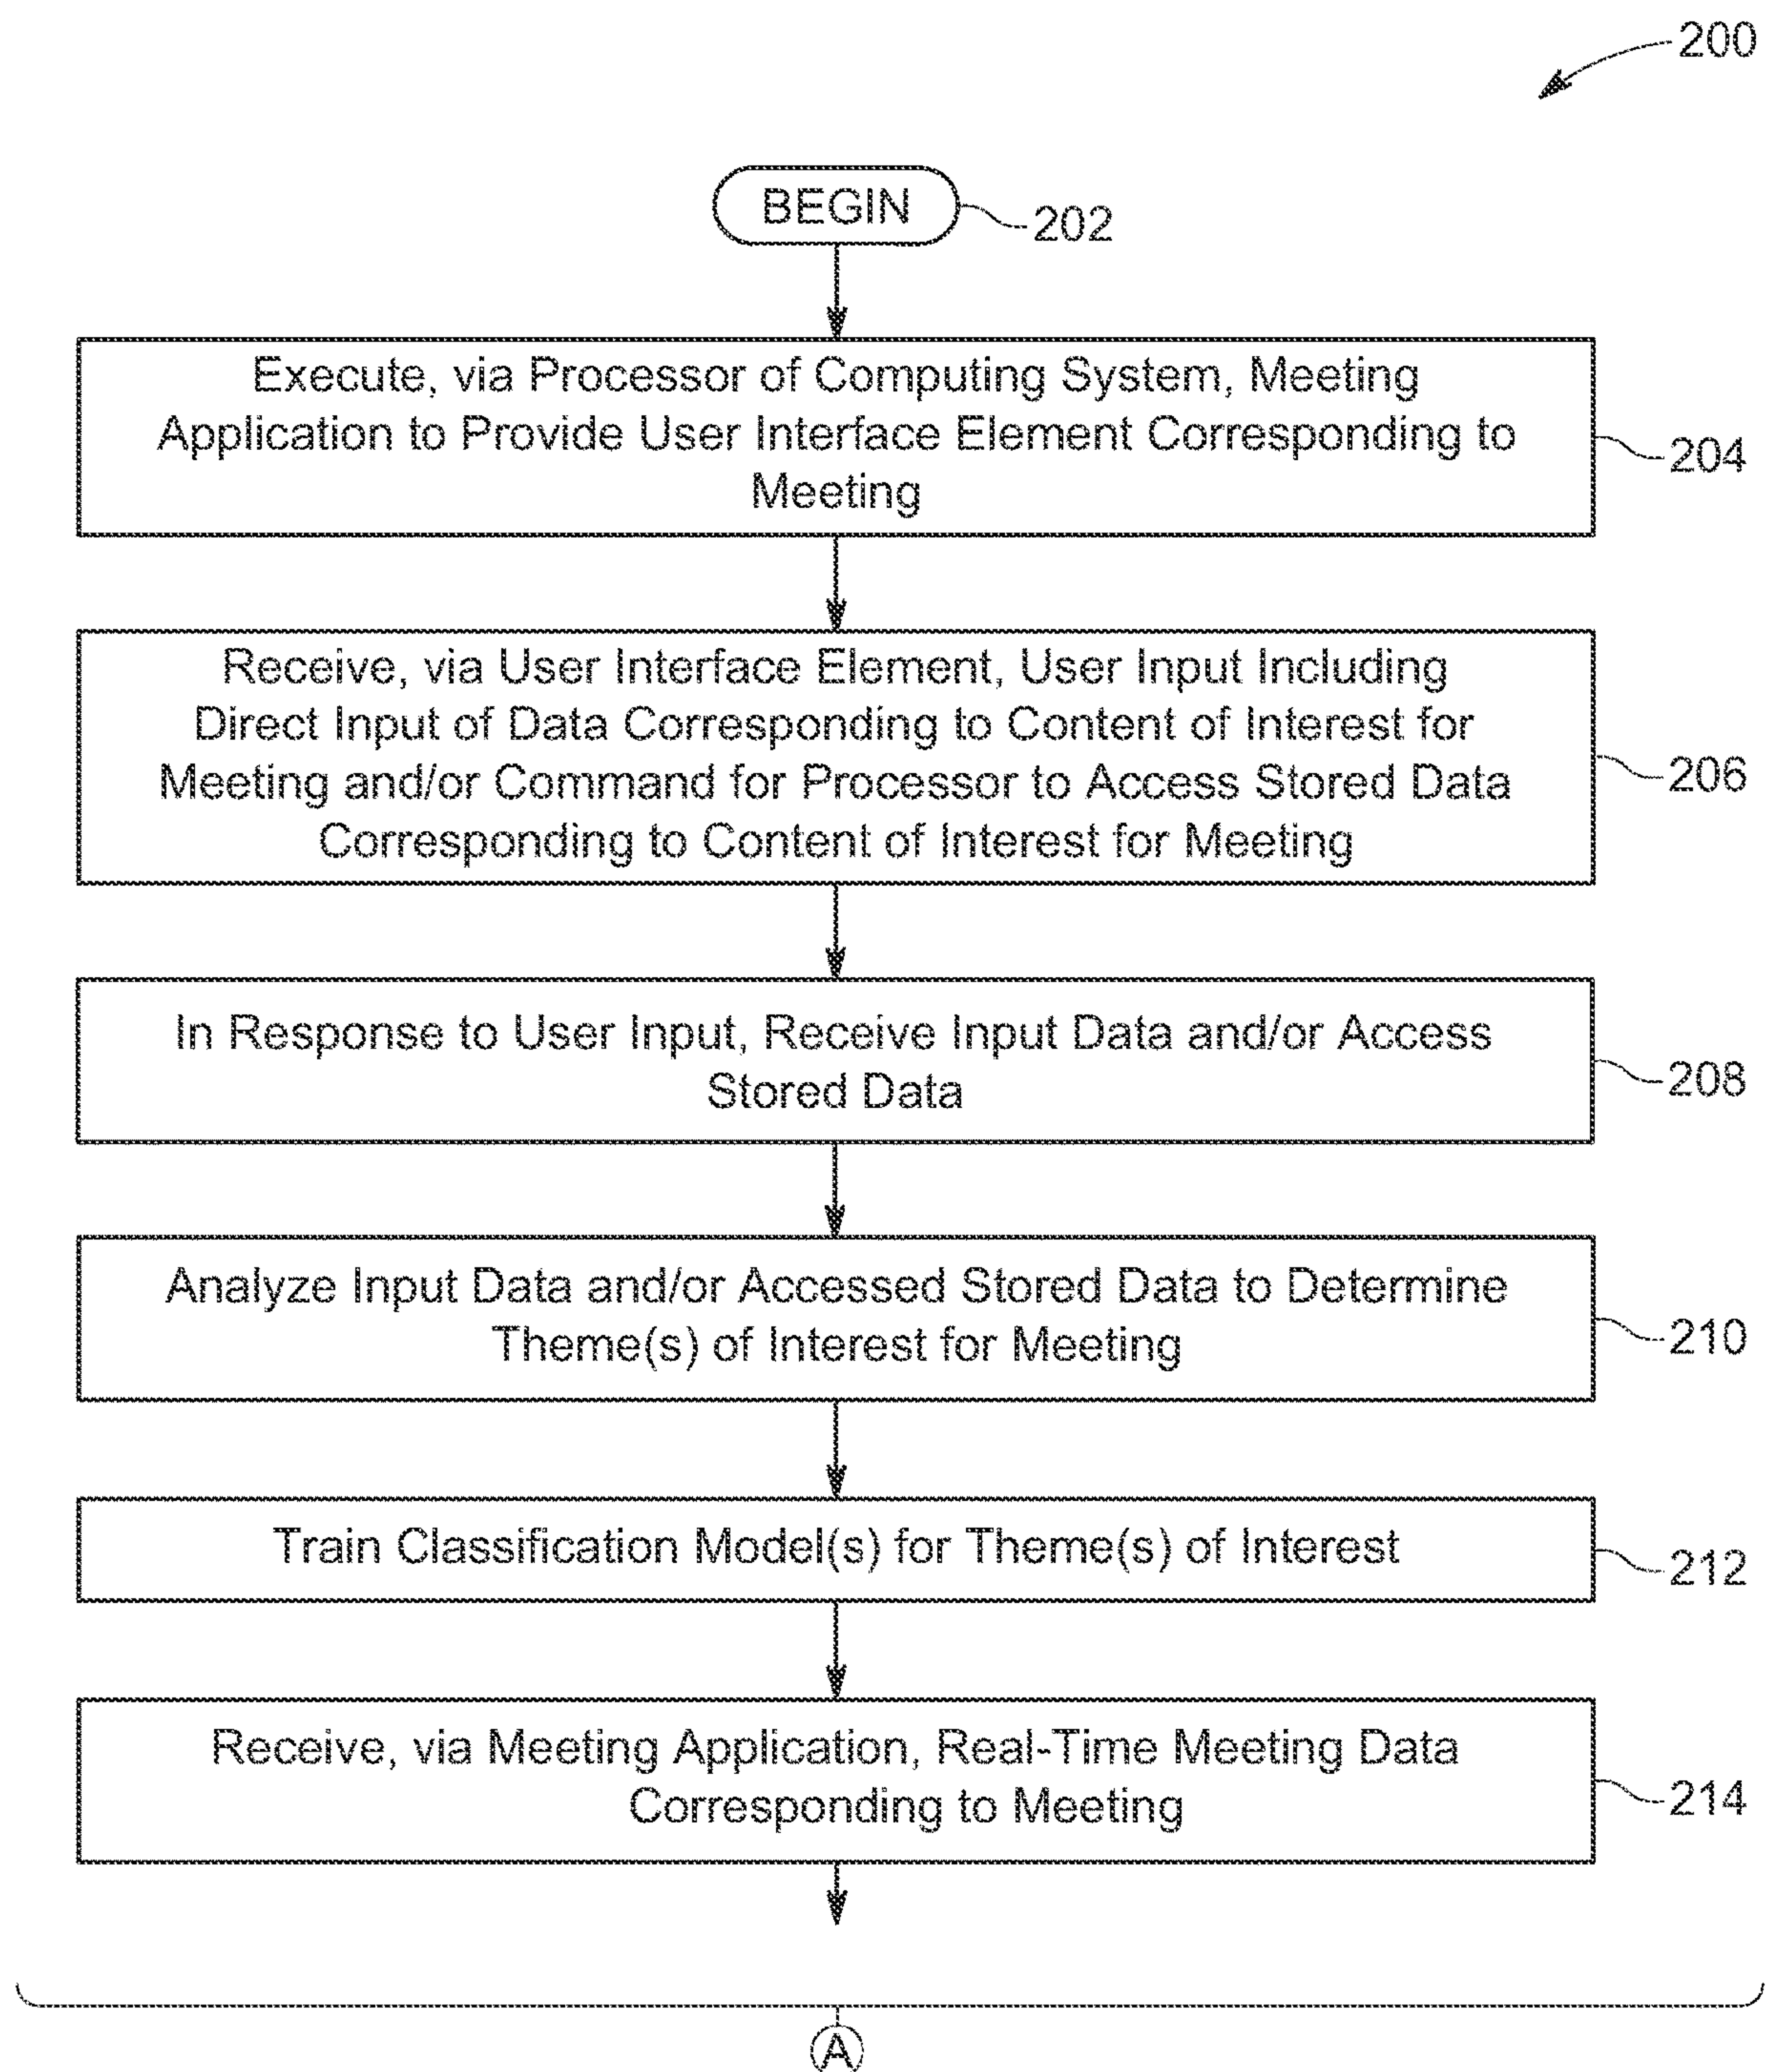 200
BEGIN
202
Execute, via Processor of Computing System, Meeting
Application to Provide User Interface Element Corresponding to
Meeting
204
Receive, via User Interface Element, User Input Including
Direct Input of Data Corresponding to Content of Interest for
Meeting and/or Command for Processor to Access Stored Data
Corresponding to Content of Interest for Meeting
206
In Response to User Input, Receive Input Data and/or Access
Stored Data
208
Analyze Input Data and/or Accessed Stored Data to Determine
Theme(s) of Interest for Meeting
210
Train Classification Model(s) for Theme(s) of Interest
212
Receive, via Meeting Application, Real-Time Meeting Data
Corresponding to Meeting
214
A